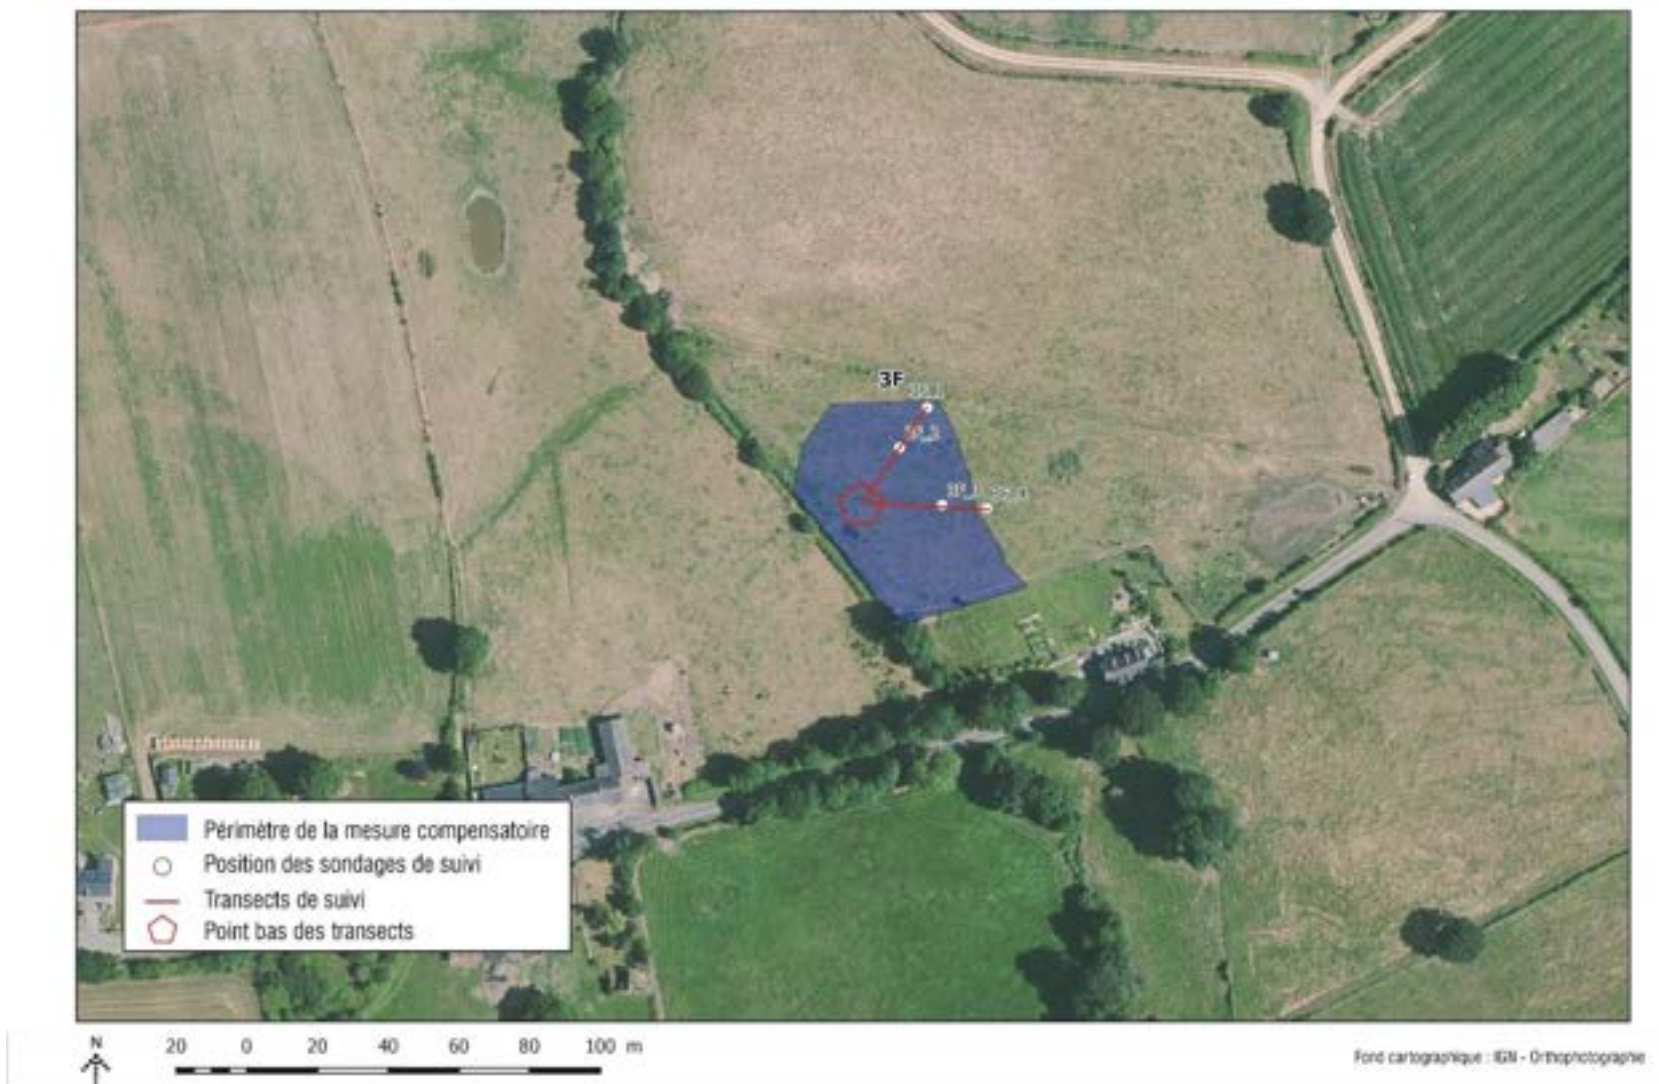 3F
Périmètre de la mesure compensatoire
Position des sondages de suivi
Transects de suivi
Point bas des transects
N
20 0 20 40 60 80 100 m
Fond cartographique : IGN - Orthophotographie